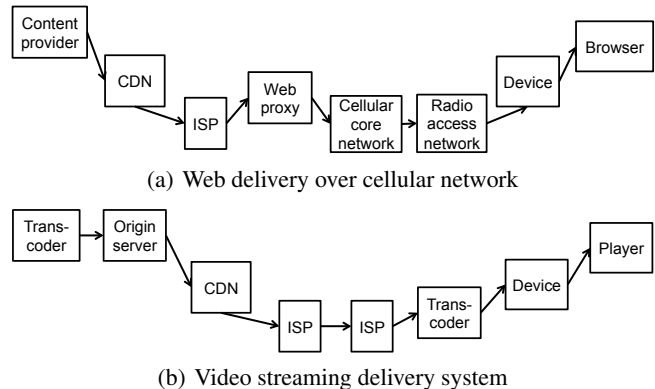 Content
provider
CDN
ISP
Web
proxy
Cellular
core
network
Radio
access
network
Device
Browser
(a) Web delivery over cellular network
Trans-
coder
Origin
server
CDN
ISP
ISP
Trans-
coder
Device
Player
(b) Video streaming delivery system